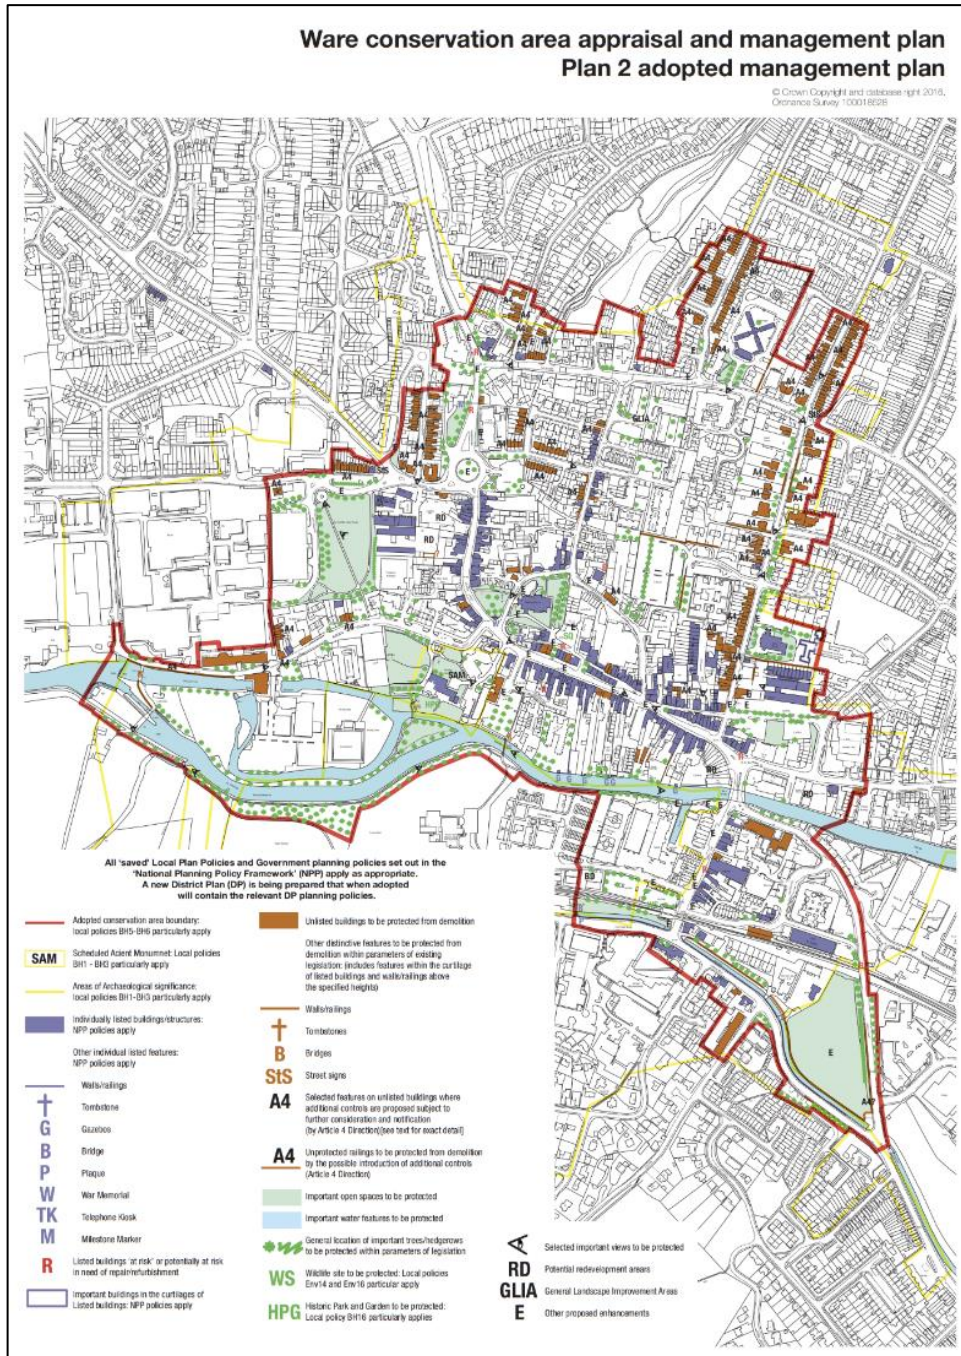 Ware conservation area appraisal and management plan
Plan 2 adopted management plan
© Crown Copyright and database right 2016,
Ordnance Survey 100018528
All 'saved' Local Plan Policies and Government planning policies set out in the
'National Planning Policy Framework' (NPP) apply as appropriate.
A new District Plan (DP) is being prepared that when adopted
will contain the relevant DP planning policies.
Adopted conservation area boundary:
local policies BH5-BH6 particularly apply
SAM
Scheduled Acient Monumnet: Local policies
BH1 - BH3 particularly apply
Areas of Archaeological significance:
local policies BH1-BH3 particularly apply
Individually listed buildings/structures:
NPP policies apply
Other individual listed features:
NPP policies apply
Walls/railings
Tombstone
G Gazebos
B Bridge
P Plaque
W War Memorial
TK Telephone Kiosk
M Milestone Marker
R Listed buildings 'at risk' or potentially at risk
in need of repair/refurbishment
Important buildings in the curtilages of
Listed buildings: NPP policies apply
Unlisted buildings to be protected from demolition
Other distinctive features to be protected from
demolition within parameters of existing
legislation: (includes features within the curtilage
of listed buildings and walls/railings above
the specified heights)
Walls/railings
Tombstones
B Bridges
StS Street signs
A4 Selected features on unlisted buildings where
additional controls are proposed subject to
further consideration and notification
(by Article 4 Direction)[see text for exact detail]
A4 Unprotected railings to be protected from demolition
by the possible introduction of additional controls
(Article 4 Direction)
Important open spaces to be protected
Important water features to be protected
General location of important trees/hedgerows
to be protected within parameters of legislation
WS Wildlife site to be protected: Local policies
Env14 and Env16 particular apply
HPG Historic Park and Garden to be protected:
Local policy BH16 particularly applies
Selected important views to be protected
RD Potential redevelopment areas
GLIA General Landscape Improvement Areas
E Other proposed enhancements
GLIA
RD
RD
SAM
HPG
RD
RD
RD
E